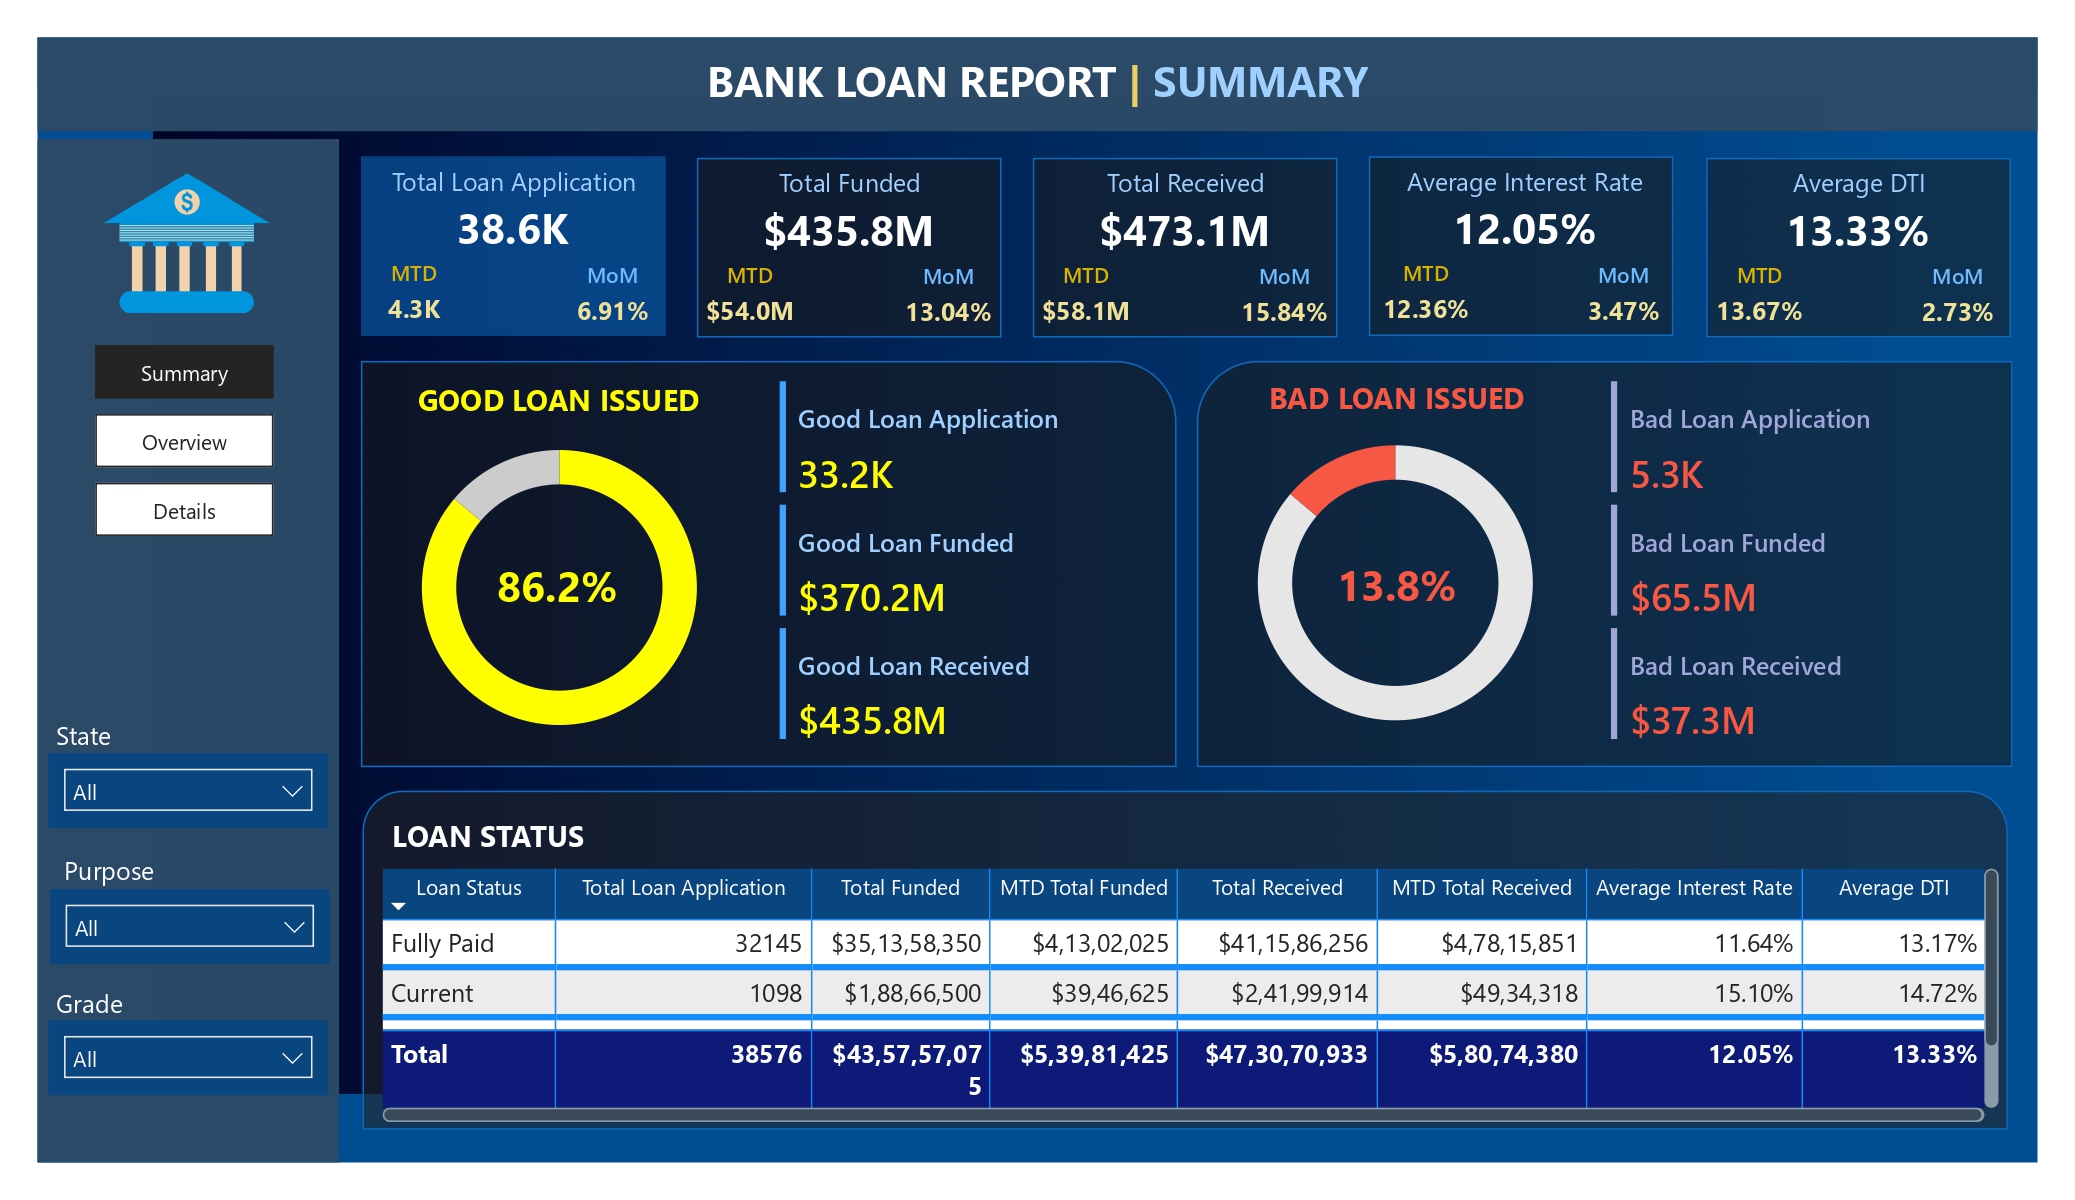 BANK LOAN REPORT | SUMMARY
$
Summary
Overview
Details
State
All
Purpose
All
Grade
All
Total Loan Application
38.6K
MTD MoM
4.3K 6.91%
Total Funded
$435.8M
MTD MoM
$54.0M 13.04%
Total Received
$473.1M
MTD MoM
$58.1M 15.84%
Average Interest Rate
12.05%
MTD MoM
12.36% 3.47%
Average DTI
13.33%
MTD MoM
13.67% 2.73%
GOOD LOAN ISSUED
86.2%
Good Loan Application
33.2K
Good Loan Funded
$370.2M
Good Loan Received
$435.8M
BAD LOAN ISSUED
13.8%
Bad Loan Application
5.3K
Bad Loan Funded
$65.5M
Bad Loan Received
$37.3M
LOAN STATUS
Loan Status Total Loan Application Total Funded MTD Total Funded Total Received MTD Total Received Average Interest Rate Average DTI
Fully Paid 32145 $35,13,58,350 $4,13,02,025 $41,15,86,256 $4,78,15,851 11.64% 13.17%
Current 1098 $1,88,66,500 $39,46,625 $2,41,99,914 $49,34,318 15.10% 14.72%
Total 38576 $43,57,57,07 $5,39,81,425 $47,30,70,933 $5,80,74,380 12.05% 13.33%
5